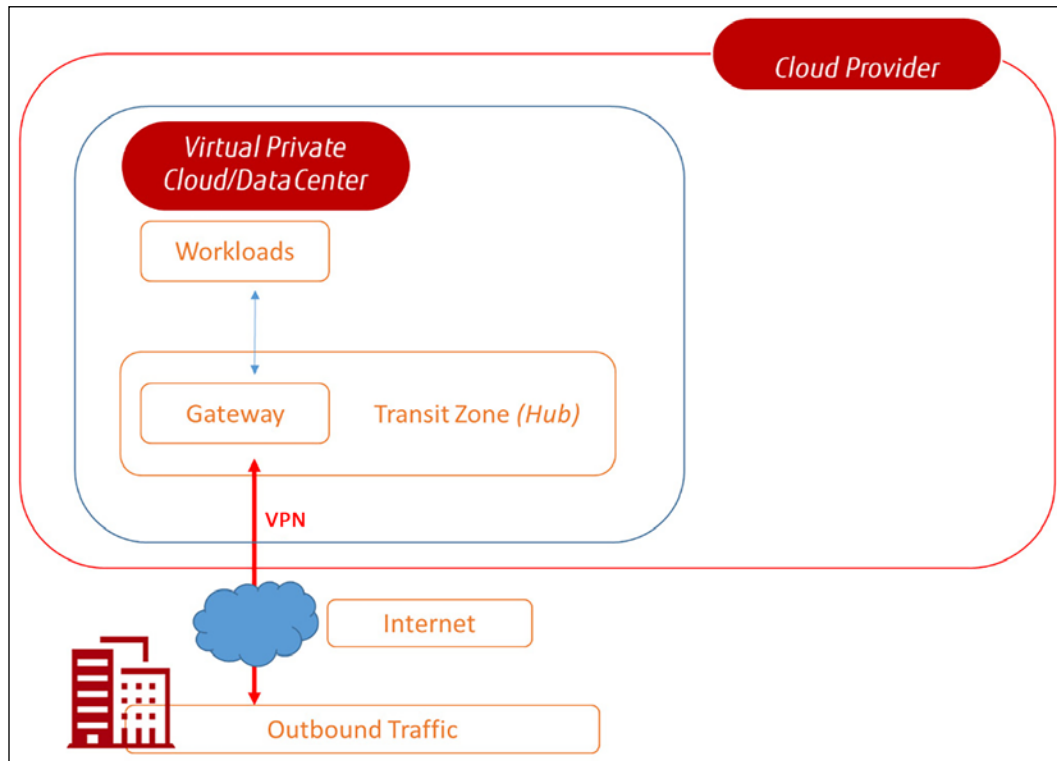 Cloud Provider
Virtual Private
Cloud/DataCenter
Workloads
Gateway
Transit Zone (Hub)
VPN
Internet
Outbound Traffic